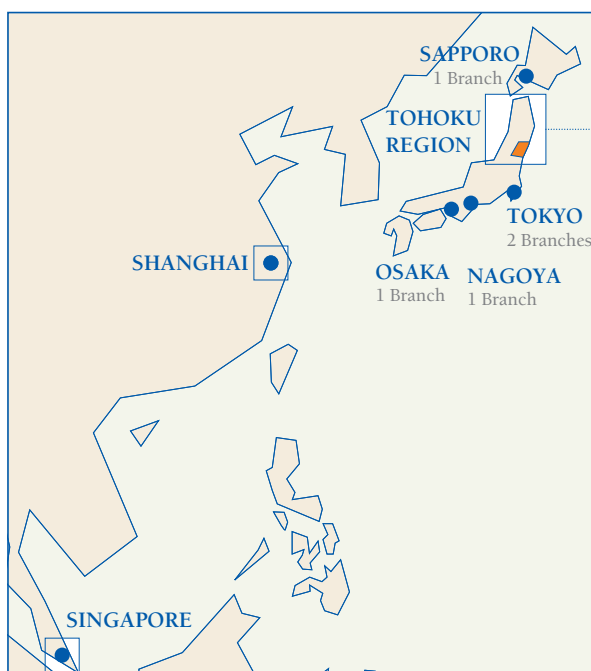 SAPPORO
1 Branch
TOHOKU
REGION
TOKYO
2 Branches
SHANGHAI
OSAKA
1 Branch
NAGOYA
1 Branch
SINGAPORE